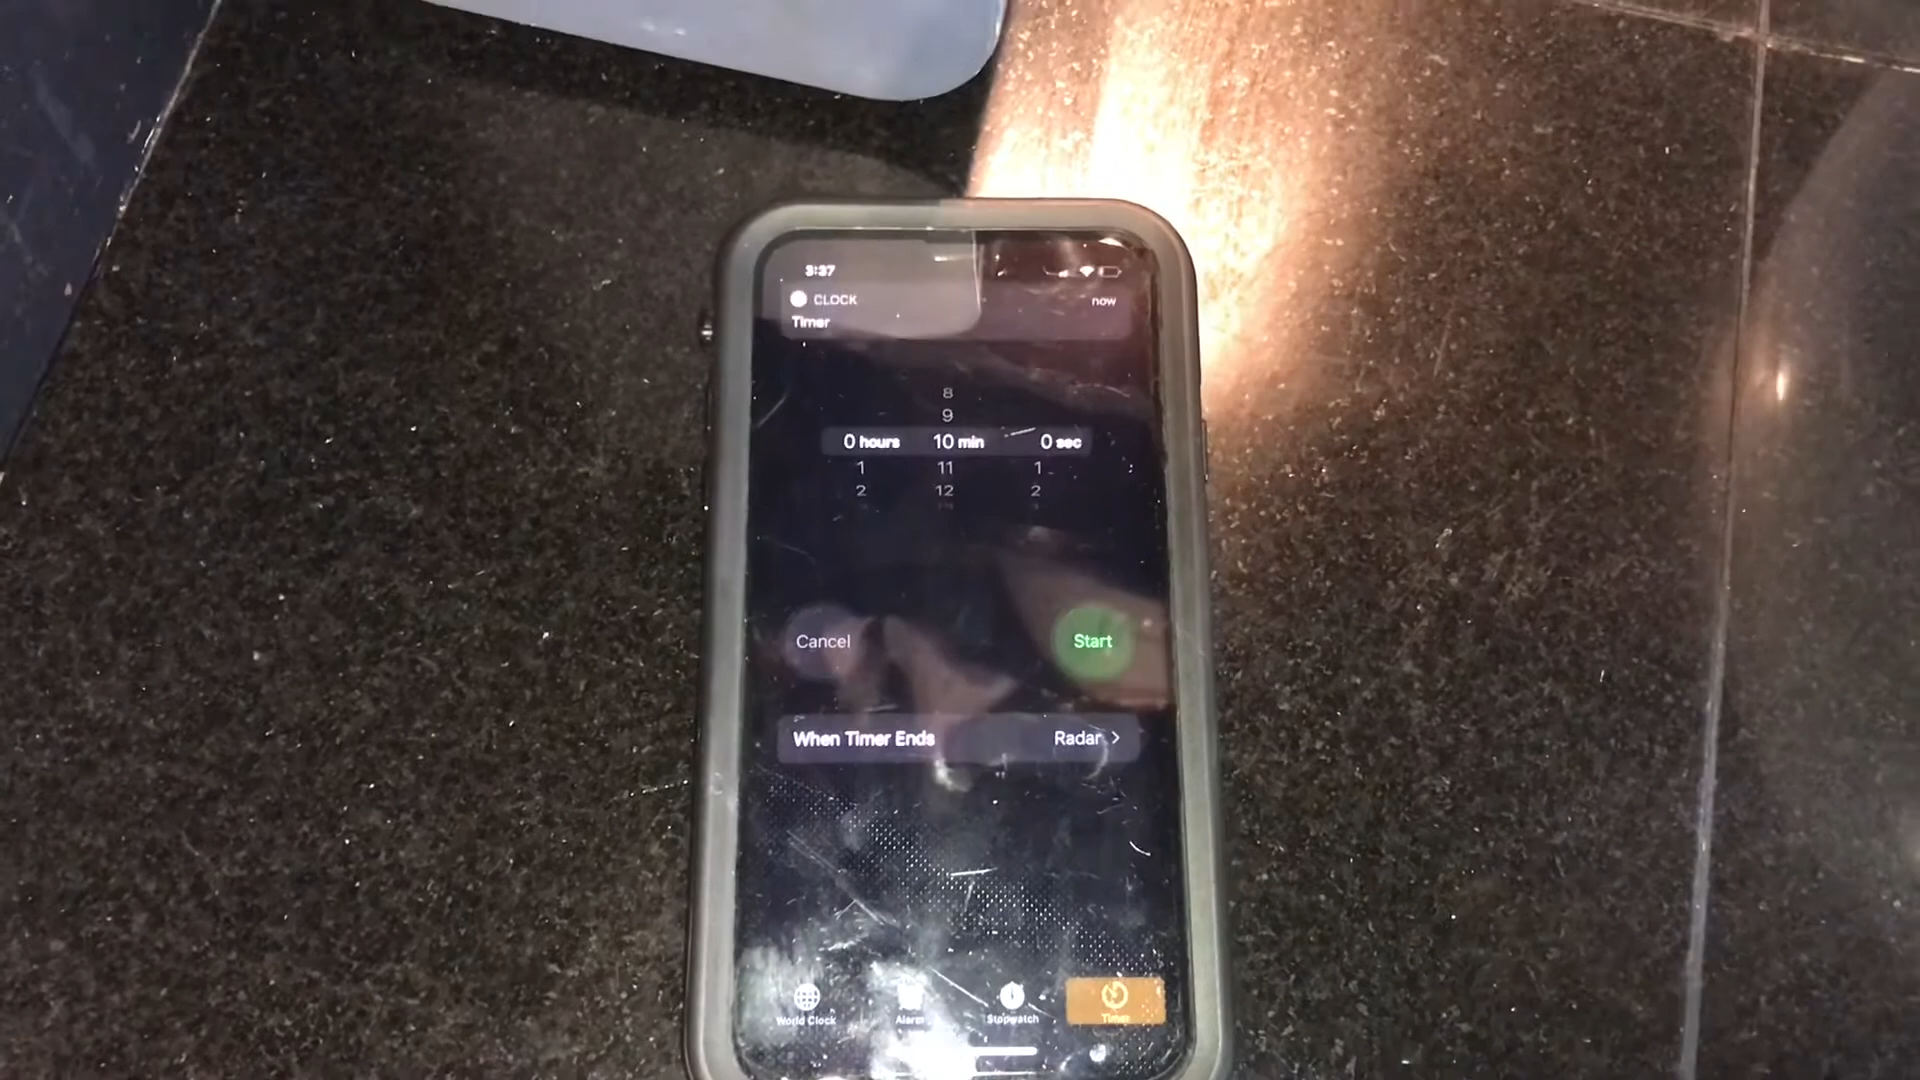 3:37
CLOCK now
Timer
8
9
0 hours 10 min 0 sec
1 11 1
2 12 2
Cancel Start
When Timer Ends Radar >
World Clock Alarm Stopwatch Timer